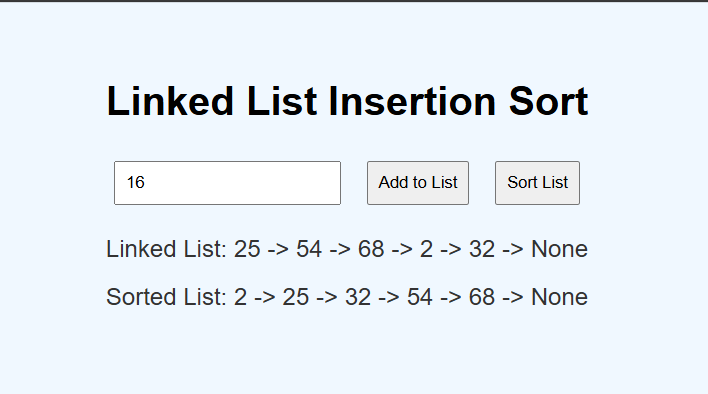 Linked List Insertion Sort
16 Add to List Sort List
Linked List: 25 -> 54 -> 68 -> 2 -> 32 -> None
Sorted List: 2 -> 25 -> 32 -> 54 -> 68 -> None